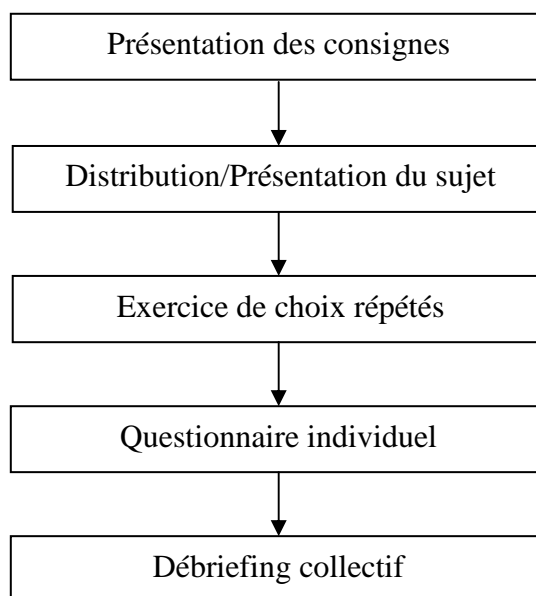 Présentation des consignes
Distribution/Présentation du sujet
Exercice de choix répétés
Questionnaire individuel
Débriefing collectif